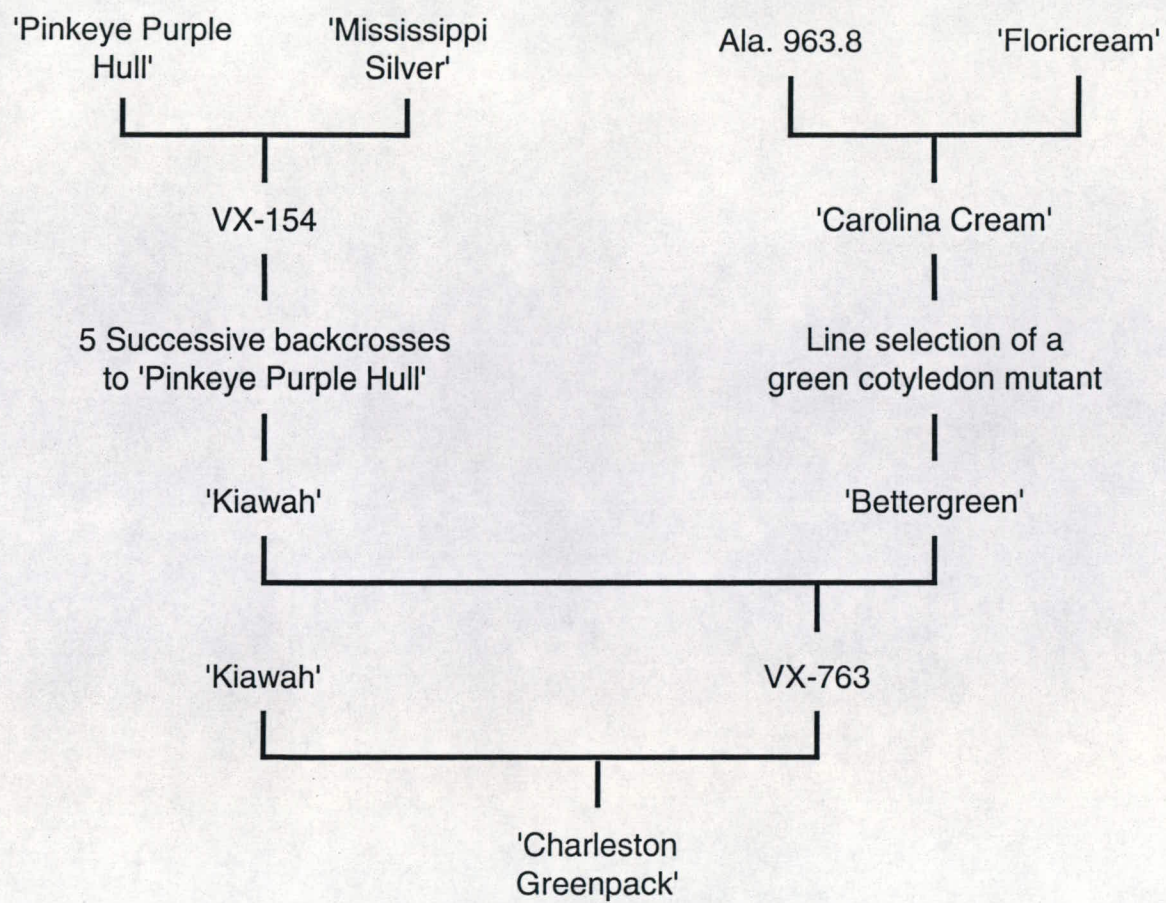 'Pinkeye Purple
Hull'
'Mississippi
Silver'
Ala. 963.8
'Floricream'
VX-154
'Carolina Cream'
5 Successive backcrosses
to 'Pinkeye Purple Hull'
Line selection of a
green cotyledon mutant
'Kiawah'
'Bettergreen'
'Kiawah'
VX-763
'Charleston
Greenpack'